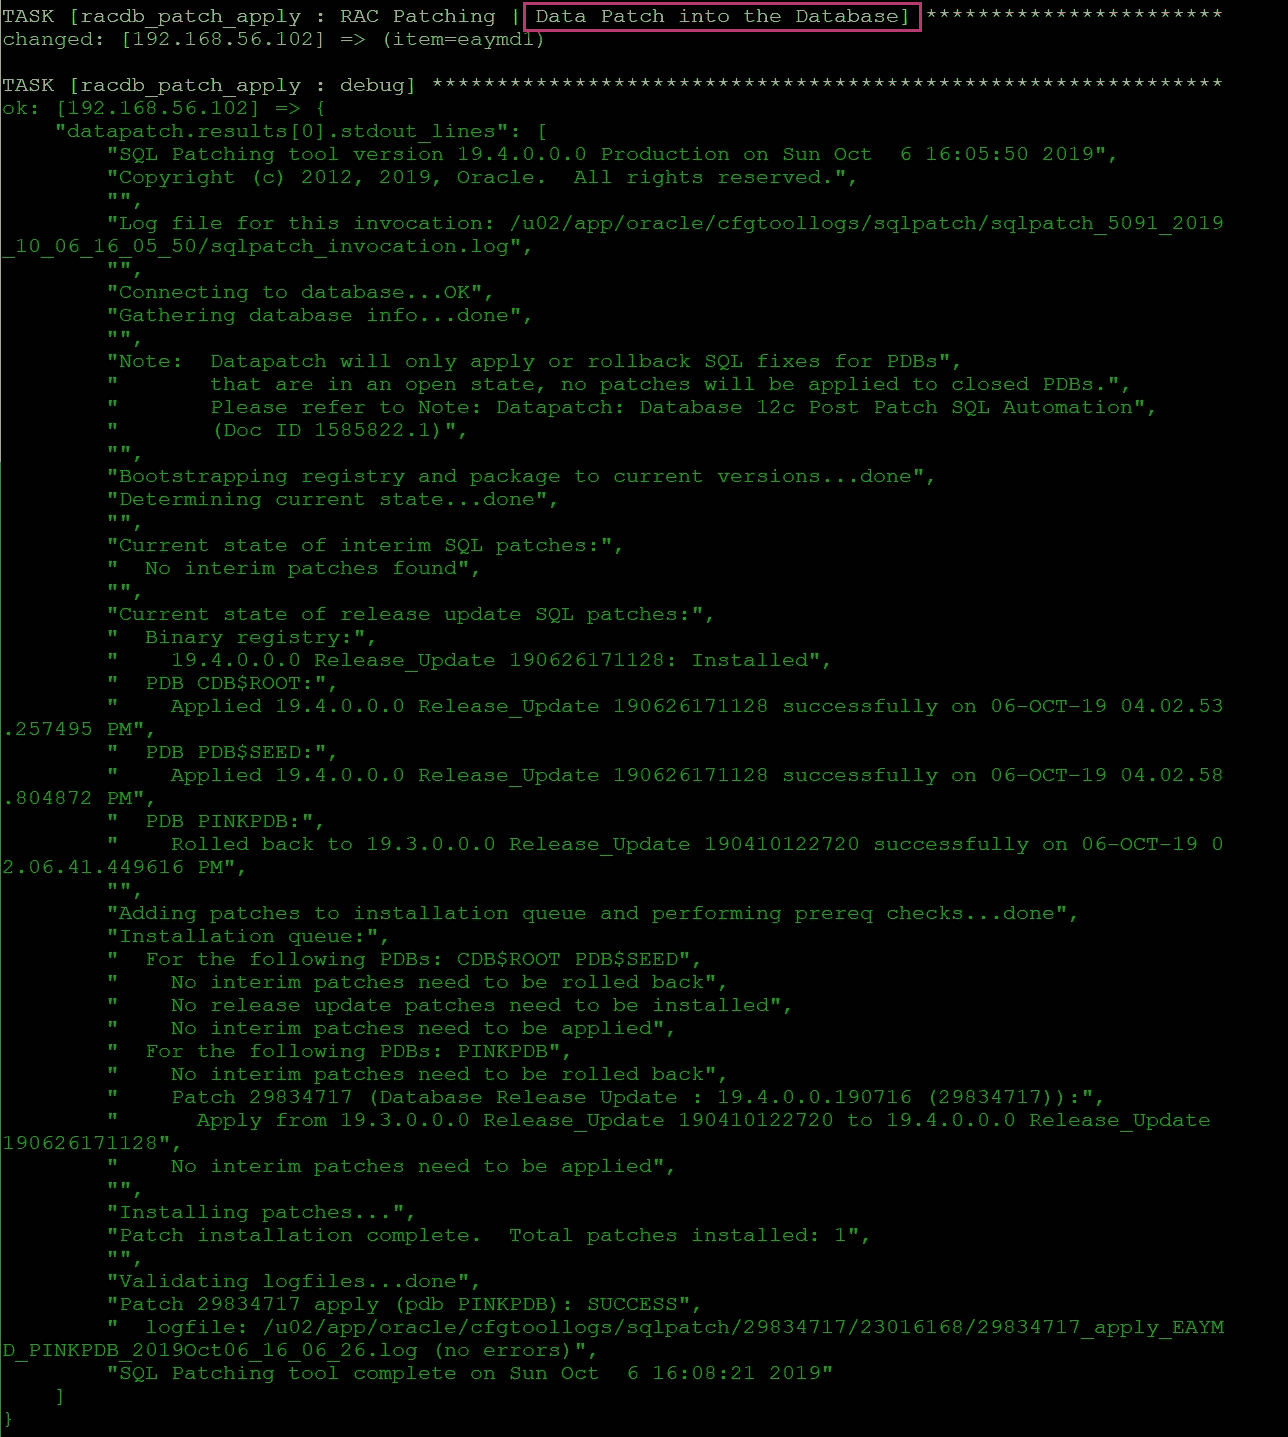 TASK [racdb_patch_apply : RAC Patching | Data Patch into the Database] ***********************
changed: [192.168.56.102] => (item=eaymd1)
TASK [racdb_patch_apply : debug] *************************************************************
ok: [192.168.56.102] => {
"datapatch.results[0].stdout_lines": [
"SQL Patching tool version 19.4.0.0.0 Production on Sun Oct  6 16:05:50 2019",
"Copyright (c) 2012, 2019, Oracle.  All rights reserved.",
"",
"Log file for this invocation: /u02/app/oracle/cfgtoollogs/sqlpatch/sqlpatch_5091_2019
_10_06_16_05_50/sqlpatch_invocation.log",
"",
"Connecting to database...OK",
"Gathering database info...done",
"",
"Note:  Datapatch will only apply or rollback SQL fixes for PDBs",
"       that are in an open state, no patches will be applied to closed PDBs.",
"       Please refer to Note: Datapatch: Database 12c Post Patch SQL Automation",
"       (Doc ID 1585822.1)",
"",
"Bootstrapping registry and package to current versions...done",
"Determining current state...done",
"",
"Current state of interim SQL patches:",
"  No interim patches found",
"",
"Current state of release update SQL patches:",
"  Binary registry:",
"    19.4.0.0.0 Release_Update 190626171128: Installed",
"  PDB CDB$ROOT:",
"    Applied 19.4.0.0.0 Release_Update 190626171128 successfully on 06-OCT-19 04.02.53
.257495 PM",
"  PDB PDB$SEED:",
"    Applied 19.4.0.0.0 Release_Update 190626171128 successfully on 06-OCT-19 04.02.58
.804872 PM",
"  PDB PINKPDB:",
"    Rolled back to 19.3.0.0.0 Release_Update 190410122720 successfully on 06-OCT-19 0
2.06.41.449616 PM",
"",
"Adding patches to installation queue and performing prereq checks...done",
"Installation queue:",
"  For the following PDBs: CDB$ROOT PDB$SEED",
"    No interim patches need to be rolled back",
"    No release update patches need to be installed",
"    No interim patches need to be applied",
"  For the following PDBs: PINKPDB",
"    No interim patches need to be rolled back",
"    Patch 29834717 (Database Release Update : 19.4.0.0.190716 (29834717)):",
"      Apply from 19.3.0.0.0 Release_Update 190410122720 to 19.4.0.0.0 Release_Update
190626171128",
"    No interim patches need to be applied",
"",
"Installing patches...",
"Patch installation complete.  Total patches installed: 1",
"",
"Validating logfiles...done",
"Patch 29834717 apply (pdb PINKPDB): SUCCESS",
"  logfile: /u02/app/oracle/cfgtoollogs/sqlpatch/29834717/23016168/29834717_apply_EAYM
D_PINKPDB_2019Oct06_16_06_26.log (no errors)",
"SQL Patching tool complete on Sun Oct  6 16:08:21 2019"
]
}